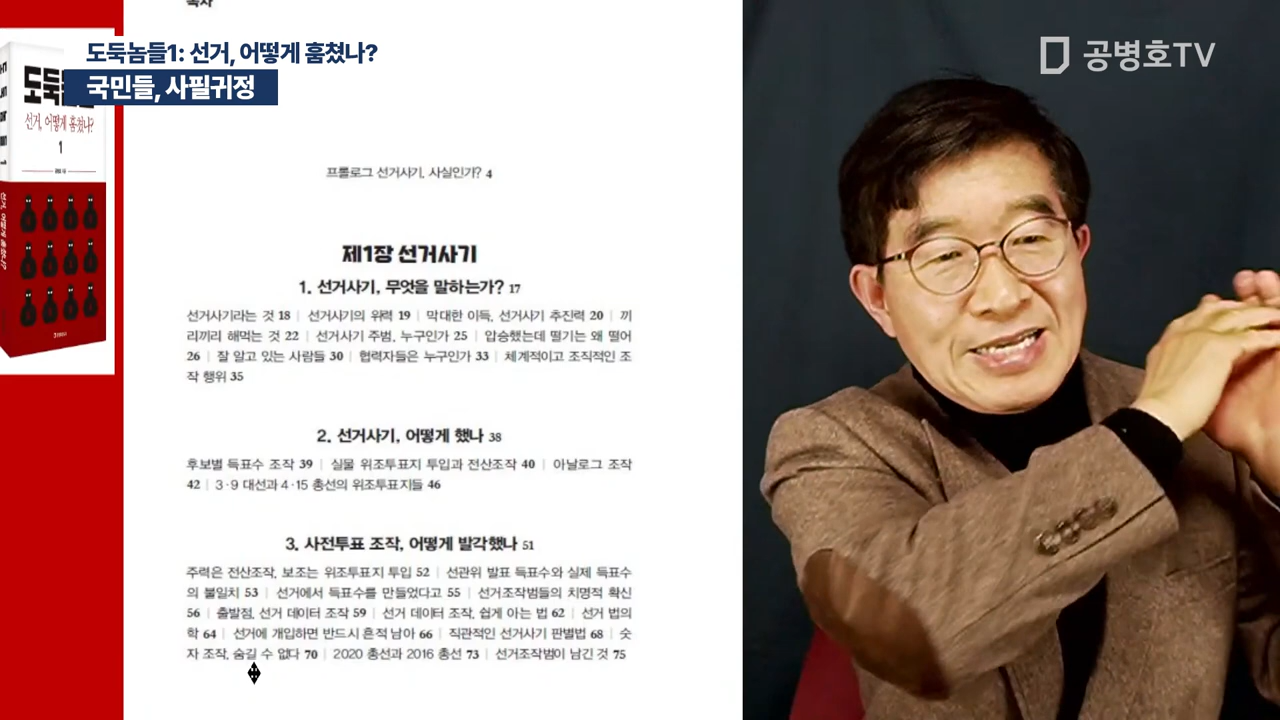 목차
도둑놈들1: 선거, 어떻게 훔쳤나?
국민들, 사필귀정
공병호TV
도둑놈들
선거, 어떻게 훔쳤나?
1
프롤로그 선거사기, 사실인가? 4
제1장 선거사기
1. 선거사기, 무엇을 말하는가? 17
선거사기라는 것 18 | 선거사기의 위력 19 | 막대한 이득, 선거사기 추진력 20 | 끼
리끼리 해먹는 것 22 | 선거사기 주범, 누구인가 25 | 압승했는데 떨기는 왜 떨어
26 | 잘 알고 있는 사람들 30 | 협력자들은 누구인가 33 | 체계적이고 조직적인 조
작 행위 35
2. 선거사기, 어떻게 했나 38
후보별 득표수 조작 39 | 실물 위조투표지 투입과 전산조작 40 | 아날로그 조작
42 | 3·9 대선과 4·15 총선의 위조투표지들 46
3. 사전투표 조작, 어떻게 발각했나 51
주력은 전산조작, 보조는 위조투표지 투입 52 | 선관위 발표 득표수와 실제 득표수
의 불일치 53 | 선거에서 득표수를 만들었다고 55 | 선거조작범들의 치명적 확신
56 | 출발점, 선거 데이터 조작 59 | 선거 데이터 조작, 쉽게 아는 법 62 | 선거 법의
학 64 | 선거에 개입하면 반드시 흔적 남아 66 | 직관적인 선거사기 판별법 68 | 숫
자 조작, 숨길 수 없다 70 | 2020 총선과 2016 총선 73 | 선거조작범이 남긴 것 75